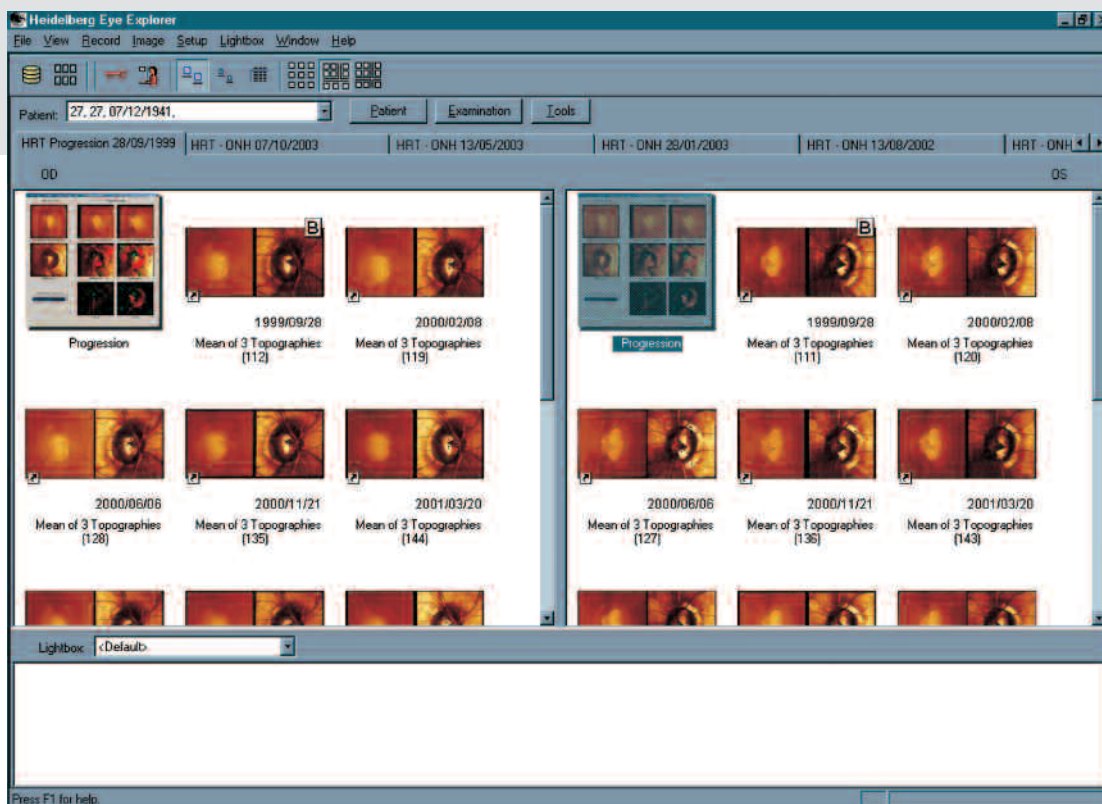 Heidelberg Eye Explorer
File View Record Image Setup Lightbox Window Help
Patient: 27, 27, 07/12/1941, Patient Examination Tools
HRT Progression 28/09/1999 HRT - ONH 07/10/2003 HRT - ONH 13/05/2003 HRT - ONH 28/01/2003 HRT - ONH 13/08/2002 HRT - ONH
OD OS
B B
1999/09/28 2000/02/08 1999/09/28 2000/02/08
Progression Mean of 3 Topographies Mean of 3 Topographies Progression Mean of 3 Topographies Mean of 3 Topographies
(112) (119) (111) (120)
2000/06/06 2000/11/21 2001/03/20 2000/06/06 2000/11/21 2001/03/20
Mean of 3 Topographies Mean of 3 Topographies Mean of 3 Topographies Mean of 3 Topographies Mean of 3 Topographies Mean of 3 Topographies
(128) (135) (144) (127) (136) (143)
Lightbox: <Default>
Press F1 for help.